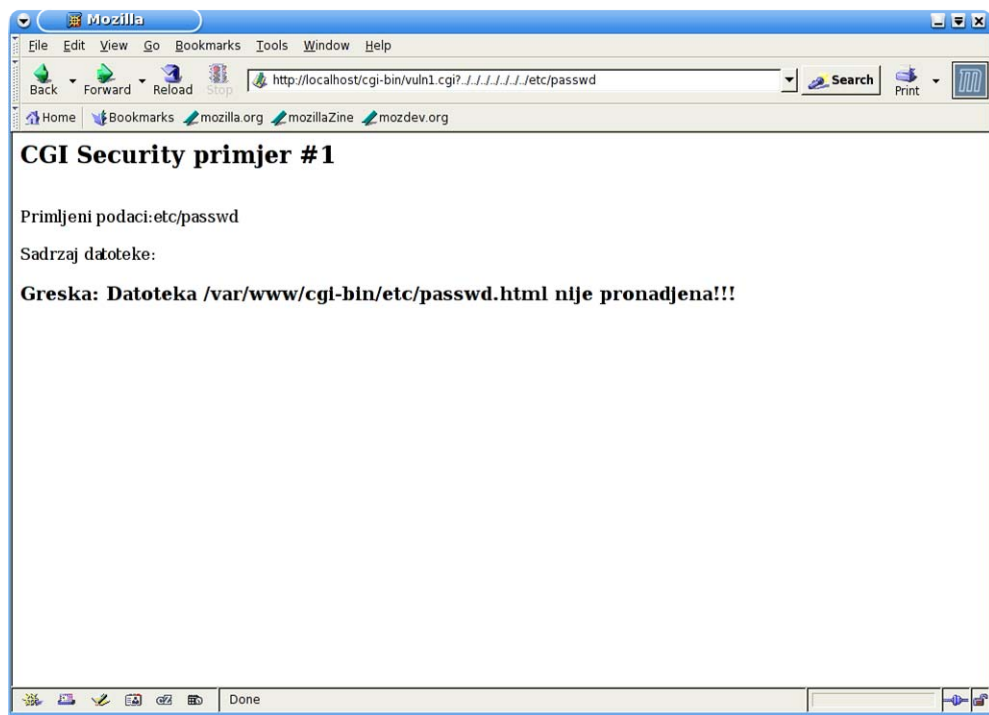 Mozilla
File Edit View Go Bookmarks Tools Window Help
Back Forward Reload Stop http://localhost/cgi-bin/vuln1.cgi?../../../../../../../etc/passwd Search Print
Home Bookmarks mozilla.org mozillaZine mozdev.org
CGI Security primjer #1
Primljeni podaci:etc/passwd
Sadrzaj datoteke:
Greska: Datoteka /var/www/cgi-bin/etc/passwd.html nije pronadjena!!!
Done